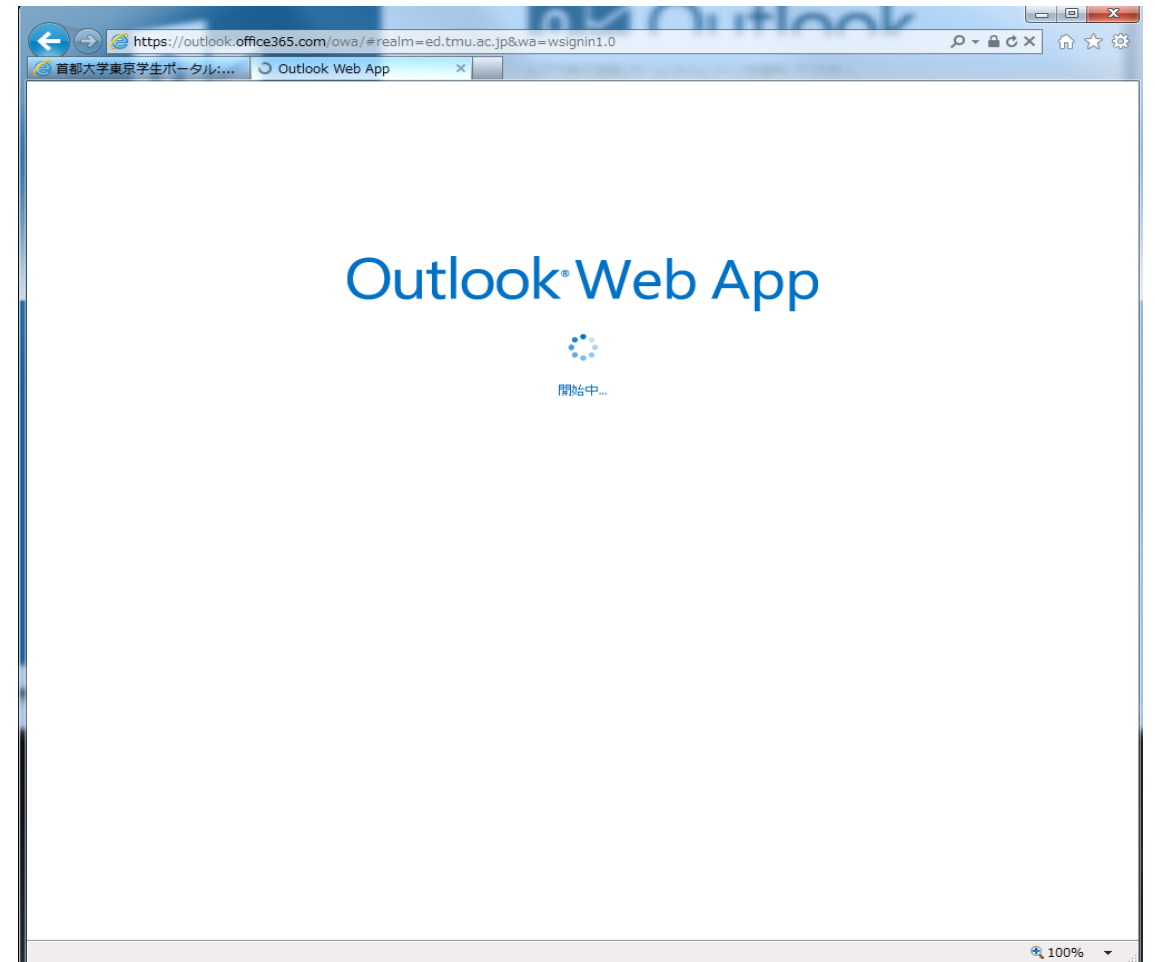 Outlook
https://outlook.office365.com/owa/#realm=ed.tmu.ac.jp&wa=wsignin1.0
首都大学東京学生ポータル:...
Outlook Web App
Outlook® Web App
開始中...
100%